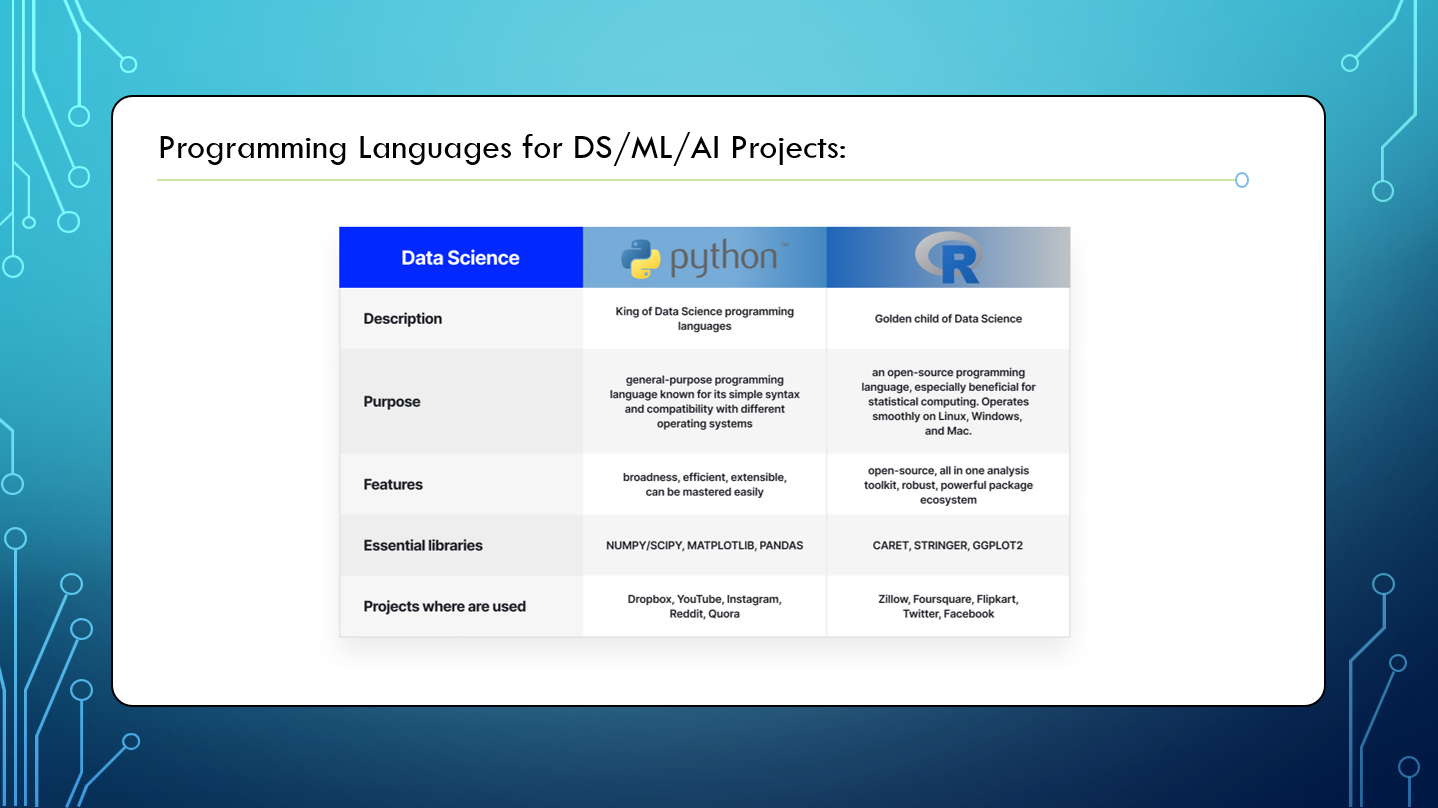 Programming Languages for DS/ML/AI Projects:
Data Science
python™
R
Description
King of Data Science programming
languages
Golden child of Data Science
Purpose
general-purpose programming
language known for its simple syntax
and compatibility with different
operating systems
an open-source programming
language, especially beneficial for
statistical computing. Operates
smoothly on Linux, Windows,
and Mac.
Features
broadness, efficient, extensible,
can be mastered easily
open-source, all in one analysis
toolkit, robust, powerful package
ecosystem
Essential libraries
NUMPY/SCIPY, MATPLOTLIB, PANDAS
CARET, STRINGER, GGPLOT2
Projects where are used
Dropbox, YouTube, Instagram,
Reddit, Quora
Zillow, Foursquare, Flipkart,
Twitter, Facebook